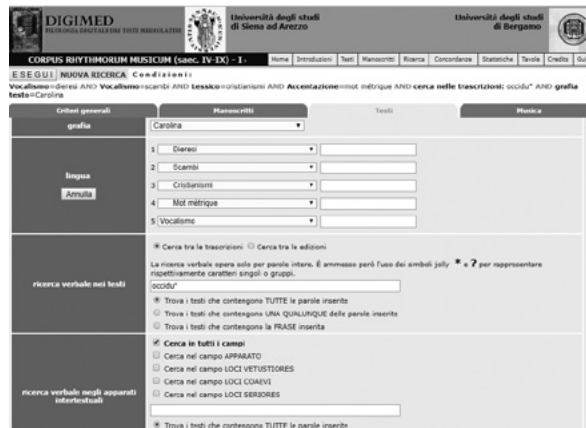 DIGIMED
FILOLOGIA DIGITALE DEI TESTI MEDIOLATINI
Università degli studi
di Siena ad Arezzo
Università degli studi
di Bergamo
CORPUS RHYTHMORUM MUSICUM (saec. IV-IX) - I
Home Introduzioni Testi Manoscritti Ricerca Concordanze Statistiche Tavole Credits Gui
ESEGUI NUOVA RICERCA Condizioni:
Vocalismo=dieresi AND Vocalismo=scambi AND Lessico=cristianismi AND Accentazione=mot métrique AND cerca nelle trascrizioni: occidu* AND grafia
testo=Carolina
Criteri generali Manoscritti Testi Musica
grafia Carolina
lingua
Annulla
1 Dieresi
2 Scambi
3 Cristianismi
4 Mot métrique
5 Vocalismo
ricerca verbale nei testi
Cerca tra le trascrizioni Cerca tra le edizioni
La ricerca verbale opera solo per parole intere. È ammesso però l'uso dei simboli jolly * e ? per rappresentare
rispettivamente caratteri singoli o gruppi.
occidu*
Trova i testi che contengono TUTTE le parole inserite
Trova i testi che contengono UNA QUALUNQUE delle parole inserite
Trova i testi che contengono la FRASE inserita
ricerca verbale negli apparati
intertestuali
Cerca in tutti i campi
Cerca nel campo APPARATO
Cerca nel campo LOCI VETUSTIORES
Cerca nel campo LOCI COAEVI
Cerca nel campo LOCI SERIORES
Trova i testi che contengono TUTTE le parole inserite